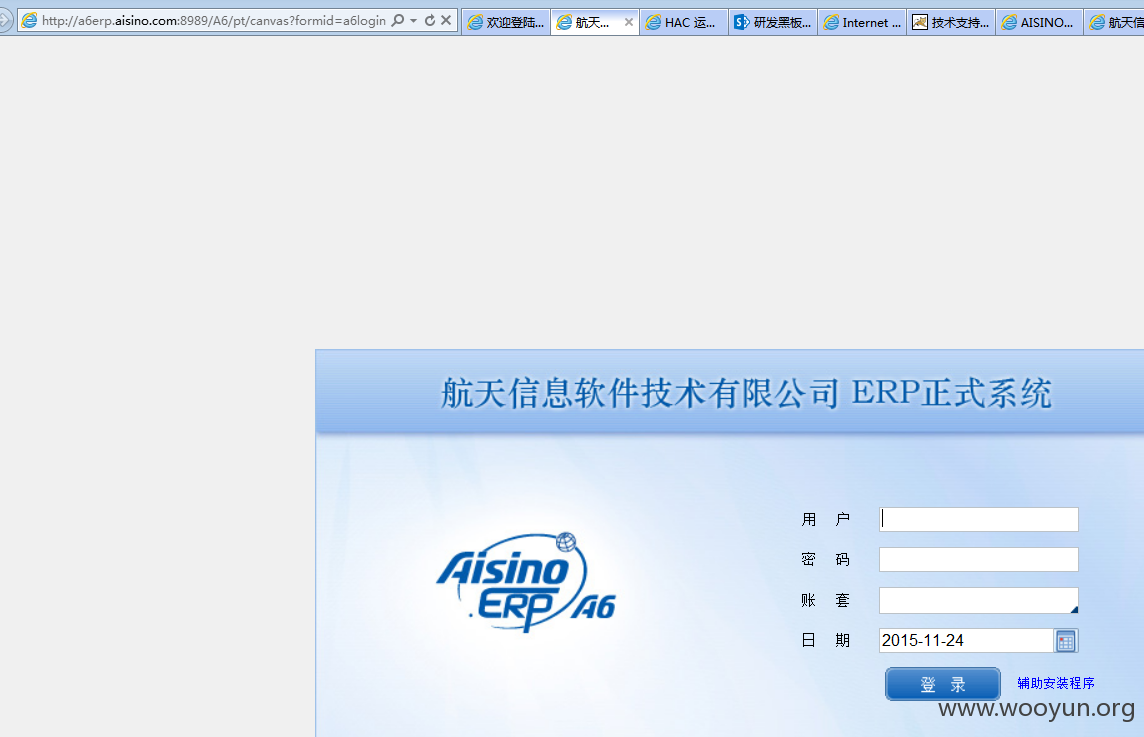 http://a6erp.aisino.com:8989/A6/pt/canvas?formid=a6login
欢迎登陆...
航天...
HAC 运...
研发黑板...
Internet ...
技术支持...
AISINO...
航天信
航天信息软件技术有限公司 ERP正式系统
Aisino
ERP A6
用 户
密 码
账 套
日 期 2015-11-24
登 录 辅助安装程序
www.wooyun.org